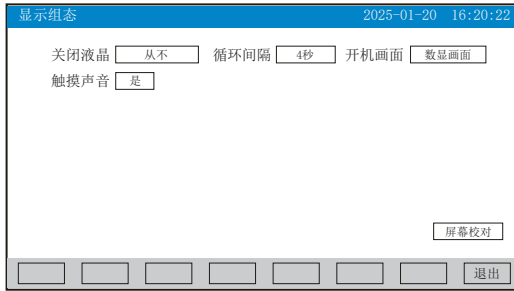 显示组态 2025-01-20 16:20:22
关闭液晶 从不 循环间隔 4秒 开机画面 数显画面
触摸声音 是
屏幕校对
退出